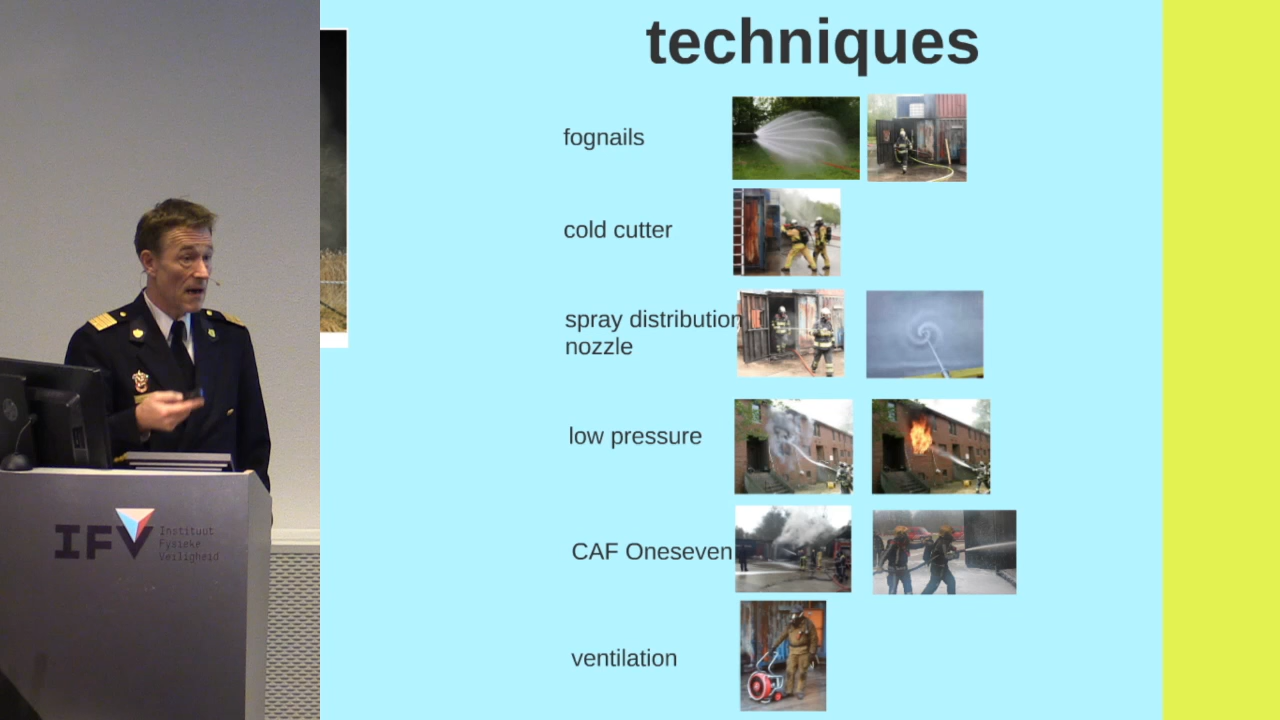 techniques
fognails
cold cutter
spray distribution
nozzle
low pressure
CAF Oneseven
ventilation
IFV
Instituut
Fysieke
Veiligheid